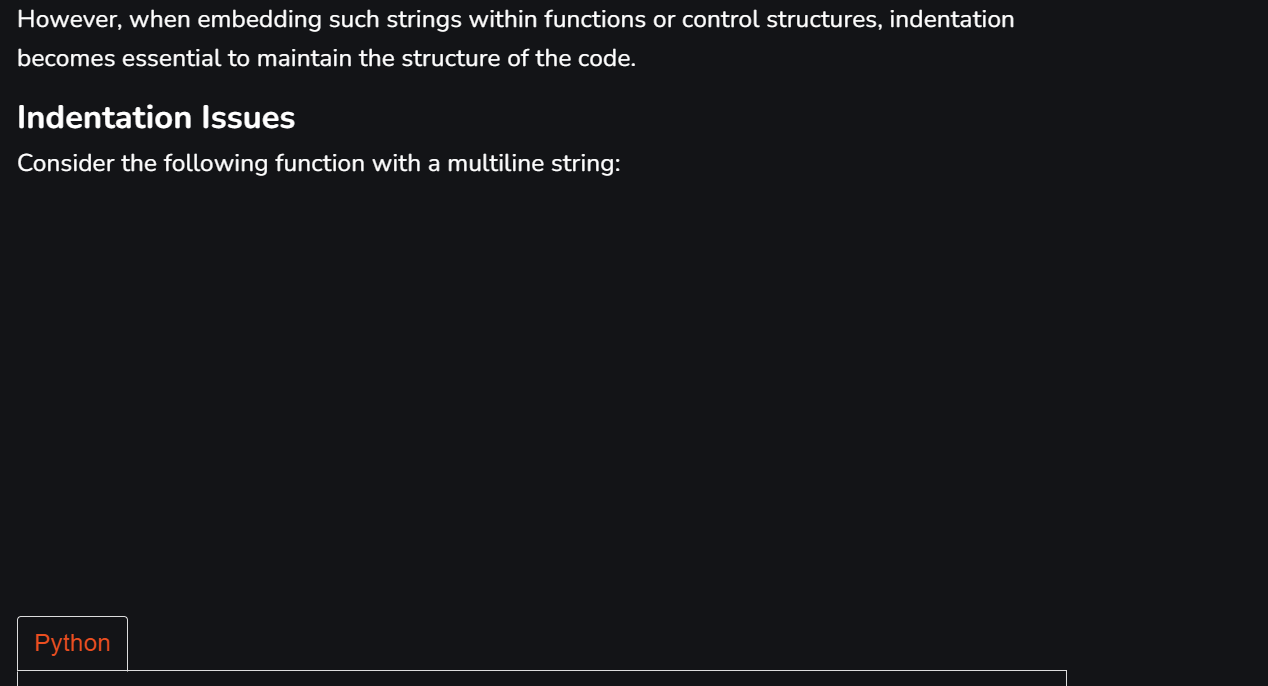 However, when embedding such strings within functions or control structures, indentation
becomes essential to maintain the structure of the code.
Indentation Issues
Consider the following function with a multiline string:
Python